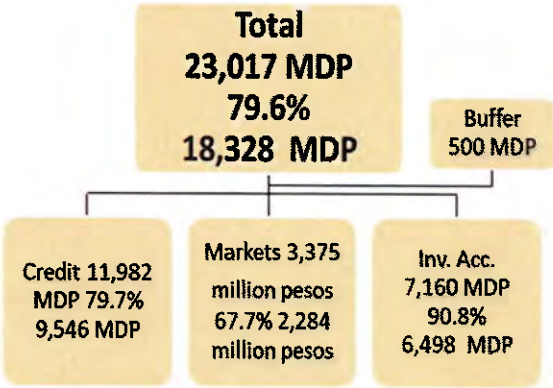 Total
23,017 MDP
79.6%
18,328 MDP
Buffer
500 MDP
Credit 11,982
MDP 79.7%
9,546 MDP
Markets 3,375
million pesos
67.7% 2,284
million pesos
Inv. Acc.
7,160 MDP
90.8%
6,498 MDP